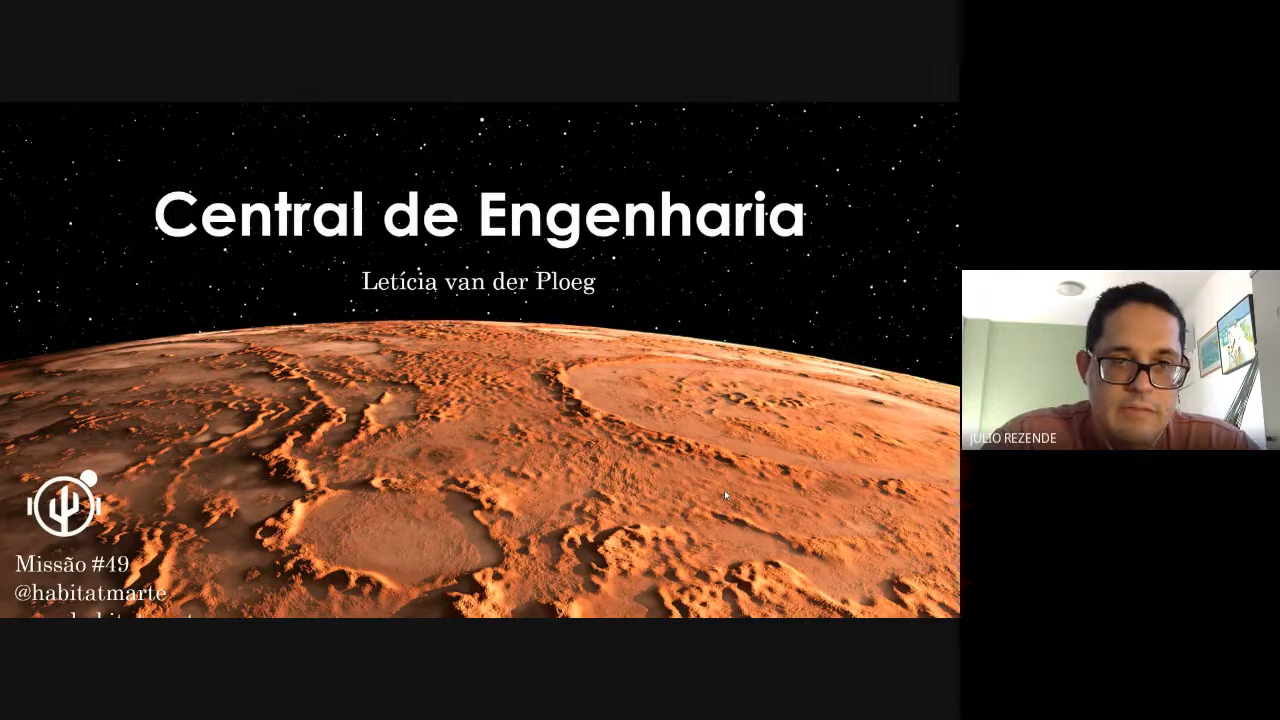 Central de Engenharia
Letícia van der Ploeg
Missão #49
@habitatmarte
JULIO REZENDE